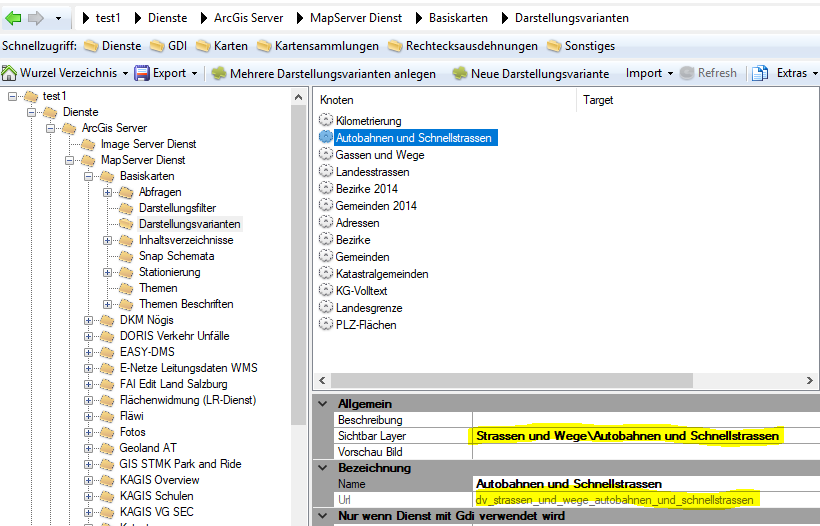 test1 Dienste ArcGis Server MapServer Dienst Basiskarten Darstellungsvarianten
Schnellzugriff: Dienste GDI Karten Kartensammlungen Rechtecksausdehnungen Sonstiges
Wurzel Verzeichnis Export Mehrere Darstellungsvarianten anlegen Neue Darstellungsvariante Import Refresh Extras
test1
Dienste
ArcGis Server
Image Server Dienst
MapServer Dienst
Basiskarten
Abfragen
Darstellungsfilter
Darstellungsvarianten
Inhaltsverzeichnisse
Snap Schemata
Stationierung
Themen
Themen Beschriften
DKM Nögis
DORIS Verkehr Unfälle
EASY-DMS
E-Netze Leitungsdaten WMS
FAI Edit Land Salzburg
Flächenwidmung (LR-Dienst)
Fläwi
Fotos
Geoland AT
GIS STMK Park and Ride
KAGIS Overview
KAGIS Schulen
KAGIS VG SEC
Knoten Target
Kilometrierung
Autobahnen und Schnellstrassen
Gassen und Wege
Landesstrassen
Bezirke 2014
Gemeinden 2014
Adressen
Bezirke
Gemeinden
Katastralgemeinden
KG-Volltext
Landesgrenze
PLZ-Flächen
Allgemein
Beschreibung
Sichtbar Layer Strassen und Wege\Autobahnen und Schnellstrassen
Vorschau Bild
Bezeichnung
Name Autobahnen und Schnellstrassen
Url dv_strassen_und_wege_autobahnen_und_schnellstrassen
Nur wenn Dienst mit Gdi verwendet wird